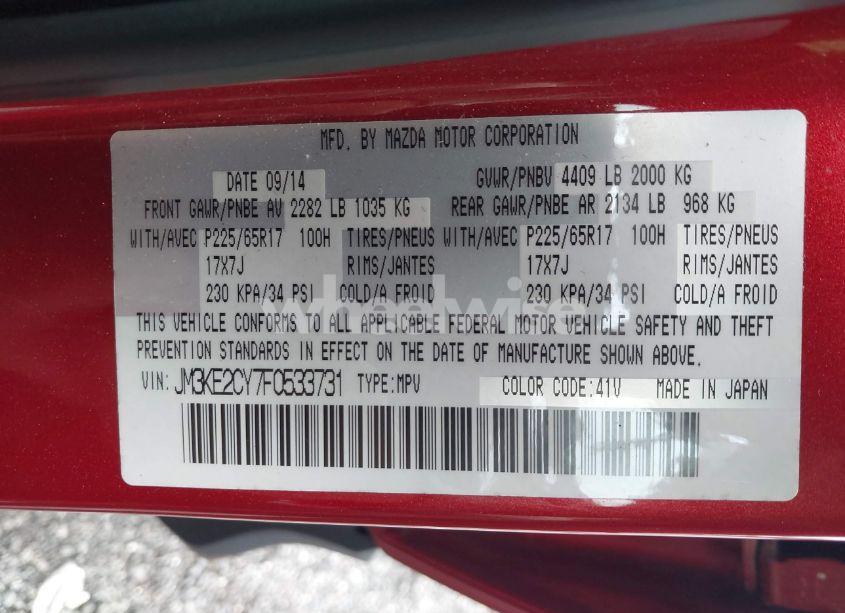 MFD. BY MAZDA MOTOR CORPORATION
DATE 09/14 GVWR/PNBV 4409 LB 2000 KG
FRONT GAWR/PNBE AV 2282 LB 1035 KG REAR GAWR/PNBE AR 2134 LB 968 KG
WITH/AVEC P225/65R17 100H TIRES/PNEUS WITH/AVEC P225/65R17 100H TIRES/PNEUS
17X7J RIMS/JANTES 17X7J RIMS/JANTES
230 KPA/34 PSI COLD/A FROID 230 KPA/34 PSI COLD/A FROID
THIS VEHICLE CONFORMS TO ALL APPLICABLE FEDERAL MOTOR VEHICLE SAFETY AND THEFT
PREVENTION STANDARDS IN EFFECT ON THE DATE OF MANUFACTURE SHOWN ABOVE.
VIN: JM3KE2CY7F0533731 TYPE:MPV COLOR CODE:41V MADE IN JAPAN